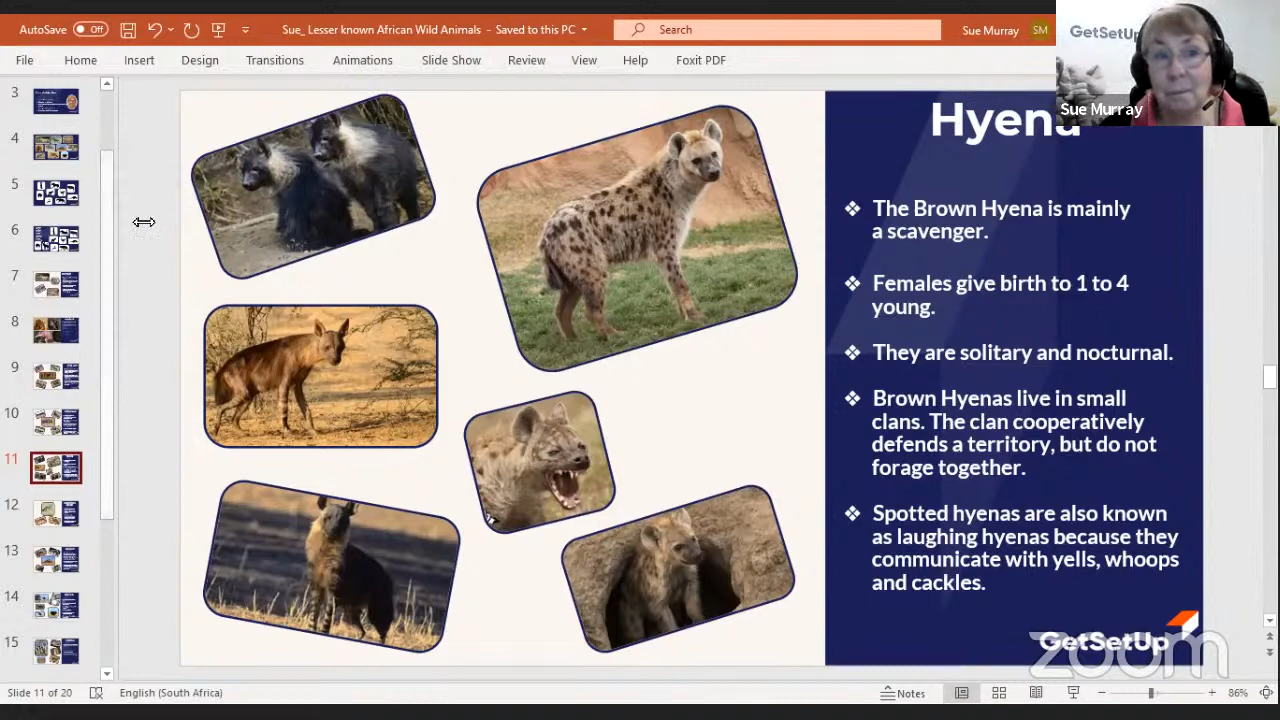 AutoSave Off
Sue_ Lesser known African Wild Animals - Saved to this PC
Search
Sue Murray SM
GetSetUp
Sue Murray
File Home Insert Design Transitions Animations Slide Show Review View Help Foxit PDF
3
4
5
6
7
8
9
10
11
12
13
14
15
Hyena
❖ The Brown Hyena is mainly
a scavenger.
❖ Females give birth to 1 to 4
young.
❖ They are solitary and nocturnal.
❖ Brown Hyenas live in small
clans. The clan cooperatively
defends a territory, but do not
forage together.
❖ Spotted hyenas are also known
as laughing hyenas because they
communicate with yells, whoops
and cackles.
GetSetUp
zoom
Slide 11 of 20 English (South Africa) Notes 86%